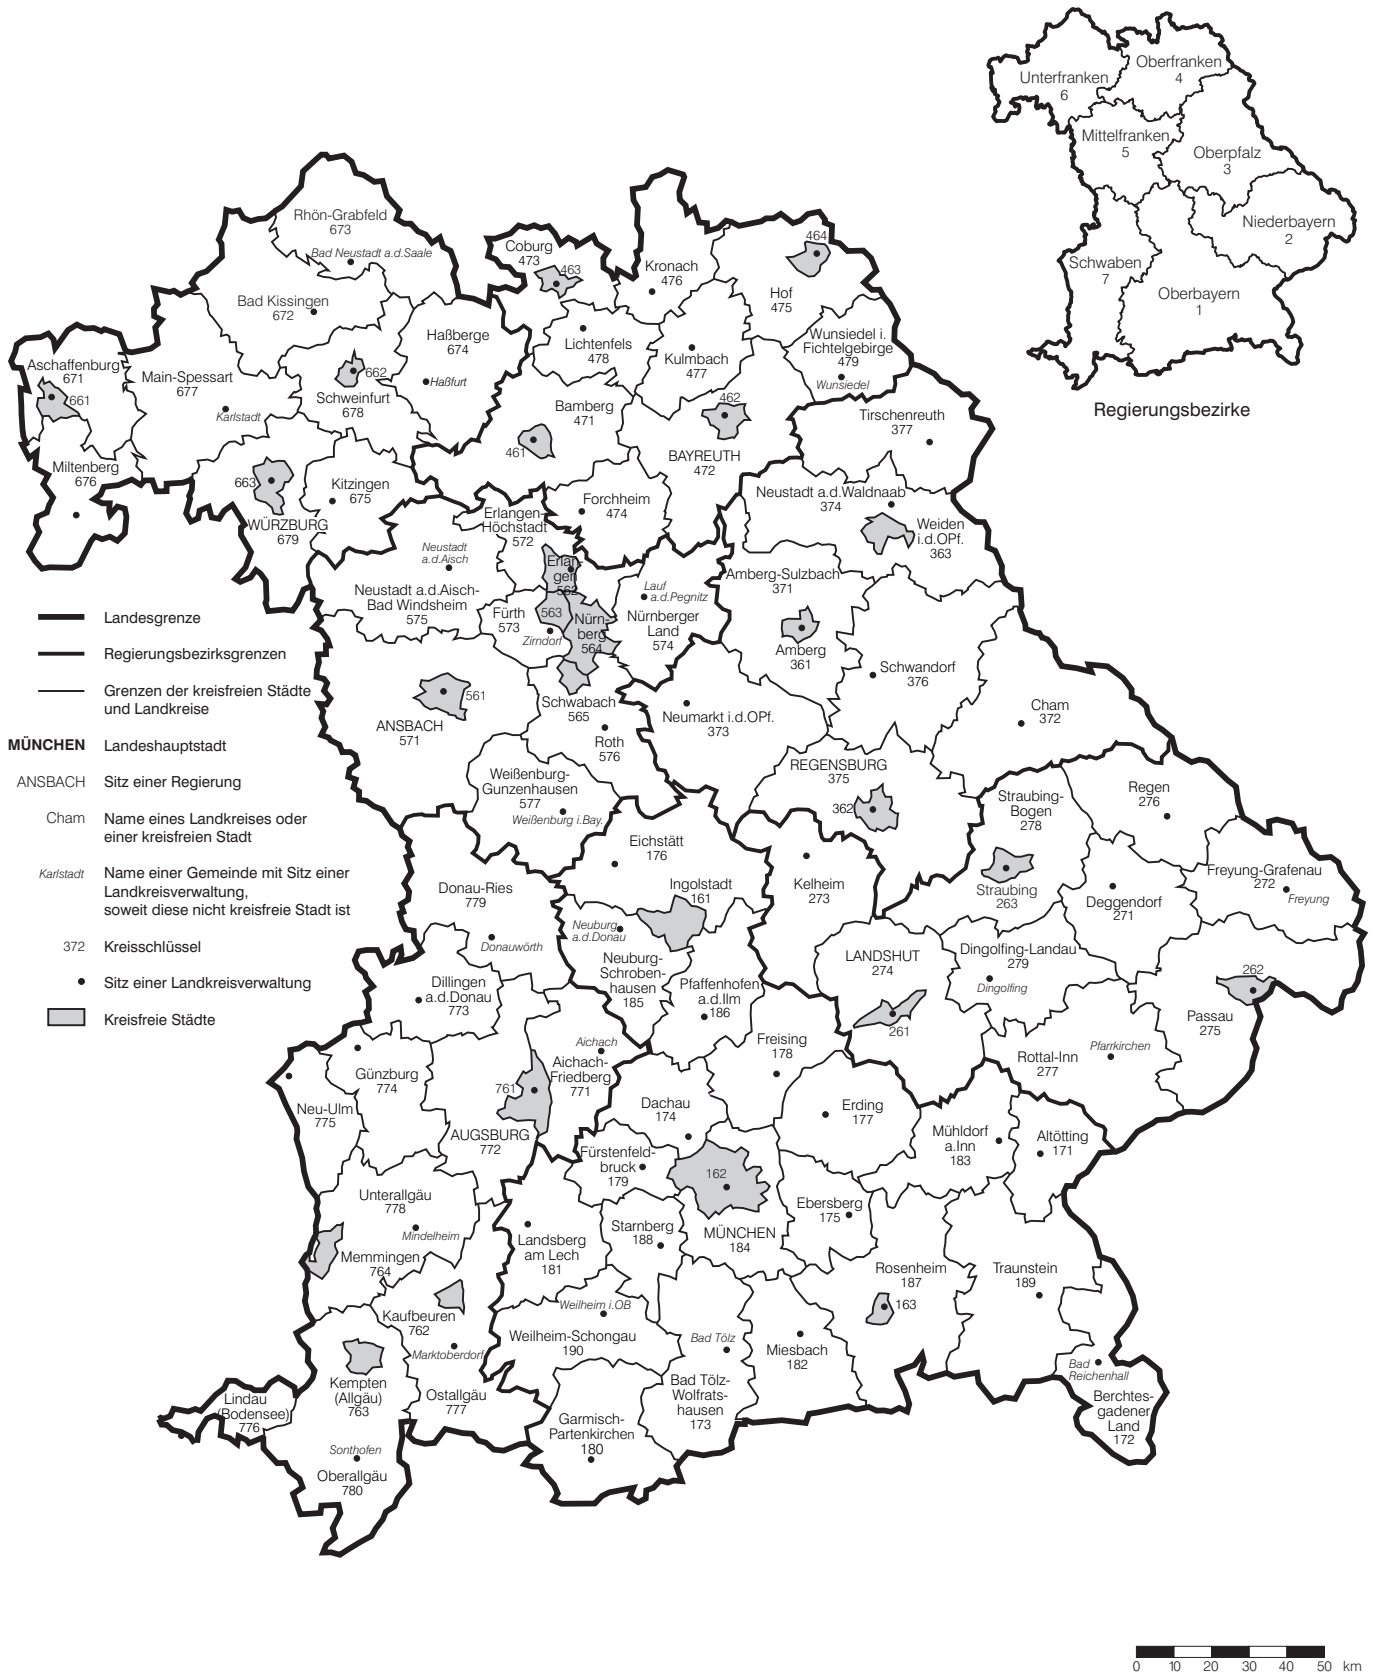 Unterfranken
6
Oberfranken
4
Mittelfranken
5
Oberpfalz
3
Niederbayern
2
Schwaben
7
Oberbayern
1
Regierungsbezirke
Rhön-Grabfeld
673
Bad Neustadt a.d.Saale
Coburg
473
463
Kronach
476
464
Hof
475
Bad Kissingen
672
Haßberge
674
Haßfurt
Lichtenfels
478
Kulmbach
477
Wunsiedel i.
Fichtelgebirge
479
Wunsiedel
Aschaffenburg
671
661
Main-Spessart
677
Karlstadt
662
Schweinfurt
678
Bamberg
471
461
462
BAYREUTH
472
Tirschenreuth
377
Miltenberg
676
663
WÜRZBURG
679
Kitzingen
675
Forchheim
474
Neustadt a.d.Waldnaab
374
Weiden
i.d.OPf.
363
Erlangen-
Höchstadt
572
Neustadt
a.d.Aisch
Neustadt a.d.Aisch-
Bad Windsheim
575
Erlan-
gen
562
Fürth
573
563
Zirndorf
Nürn-
berg
564
Lauf
a.d.Pegnitz
Nürnberger
Land
574
Amberg-Sulzbach
371
Amberg
361
Schwandorf
376
Cham
372
561
ANSBACH
571
Schwabach
565
Roth
576
Neumarkt i.d.OPf.
373
Weißenburg-
Gunzenhausen
577
Weißenburg i.Bay.
REGENSBURG
375
362
Straubing-
Bogen
278
Straubing
263
Regen
276
Freyung-Grafenau
272
Freyung
Deggendorf
271
Landesgrenze
Regierungsbezirksgrenzen
Grenzen der kreisfreien Städte
und Landkreise
MÜNCHEN Landeshauptstadt
ANSBACH Sitz einer Regierung
Cham Name eines Landkreises oder
einer kreisfreien Stadt
Karlstadt Name einer Gemeinde mit Sitz einer
Landkreisverwaltung,
soweit diese nicht kreisfreie Stadt ist
372 Kreisschlüssel
Sitz einer Landkreisverwaltung
Kreisfreie Städte
Eichstätt
176
Ingolstadt
161
Kelheim
273
Donau-Ries
779
Donauwörth
Neuburg
a.d.Donau
Neuburg-
Schroben-
hausen
185
Pfaffenhofen
a.d.Ilm
186
LANDSHUT
274
261
Dingolfing-Landau
279
Dingolfing
262
Passau
275
Rottal-Inn
277
Pfarrkirchen
Dillingen
a.d.Donau
773
Günzburg
774
Neu-Ulm
775
Aichach
Aichach-
Friedberg
771
761
AUGSBURG
772
Freising
178
Dachau
174
Erding
177
Mühldorf
a.Inn
183
Altötting
171
Fürstenfeld-
bruck
179
162
MÜNCHEN
184
Ebersberg
175
Unterallgäu
778
Mindelheim
Memmingen
764
Landsberg
am Lech
181
Starnberg
188
Rosenheim
187
163
Traunstein
189
Kaufbeuren
762
Marktoberdorf
Ostallgäu
777
Weilheim i.OB
Weilheim-Schongau
190
Bad Tölz
Bad Tölz-
Wolfrats-
hausen
173
Miesbach
182
Bad
Reichenhall
Berchtes-
gadener
Land
172
Kempten
(Allgäu)
763
Lindau
(Bodensee)
776
Sonthofen
Oberallgäu
780
Garmisch-
Partenkirchen
180
0 10 20 30 40 50 km